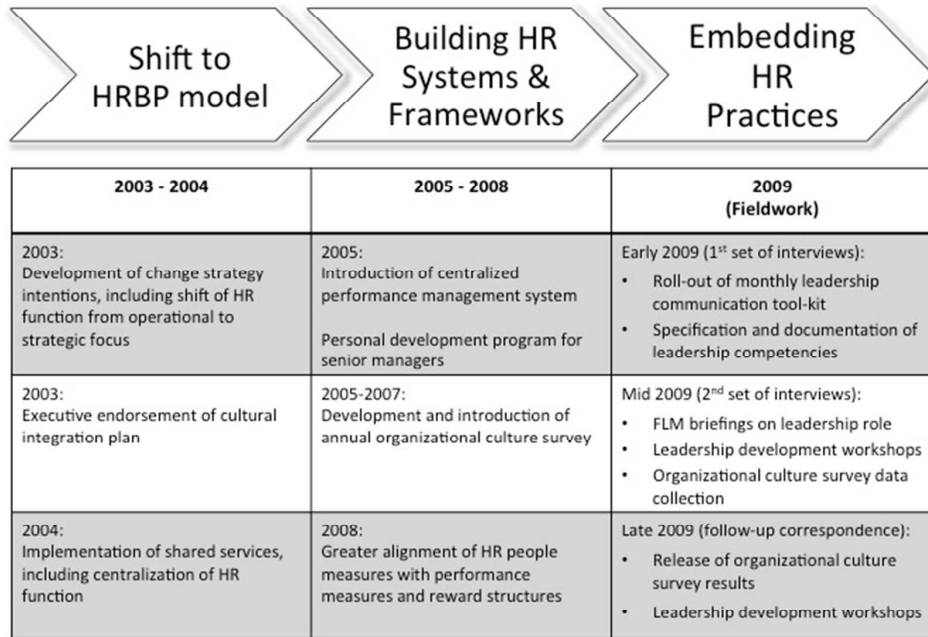 Shift to
HRBP model
Building HR
Systems &
Frameworks
Embedding
HR
Practices
2003 - 2004
2005 - 2008
2009
(Fieldwork)
2003:
Development of change strategy
intentions, including shift of HR
function from operational to
strategic focus
2005:
Introduction of centralized
performance management system
Personal development program for
senior managers
Early 2009 (1st set of interviews):
• Roll-out of monthly leadership
communication tool-kit
• Specification and documentation of
leadership competencies
2003:
Executive endorsement of cultural
integration plan
2005-2007:
Development and introduction of
annual organizational culture survey
Mid 2009 (2nd set of interviews):
• FLM briefings on leadership role
• Leadership development workshops
• Organizational culture survey data
collection
2004:
Implementation of shared services,
including centralization of HR
function
2008:
Greater alignment of HR people
measures with performance
measures and reward structures
Late 2009 (follow-up correspondence):
• Release of organizational culture
survey results
• Leadership development workshops